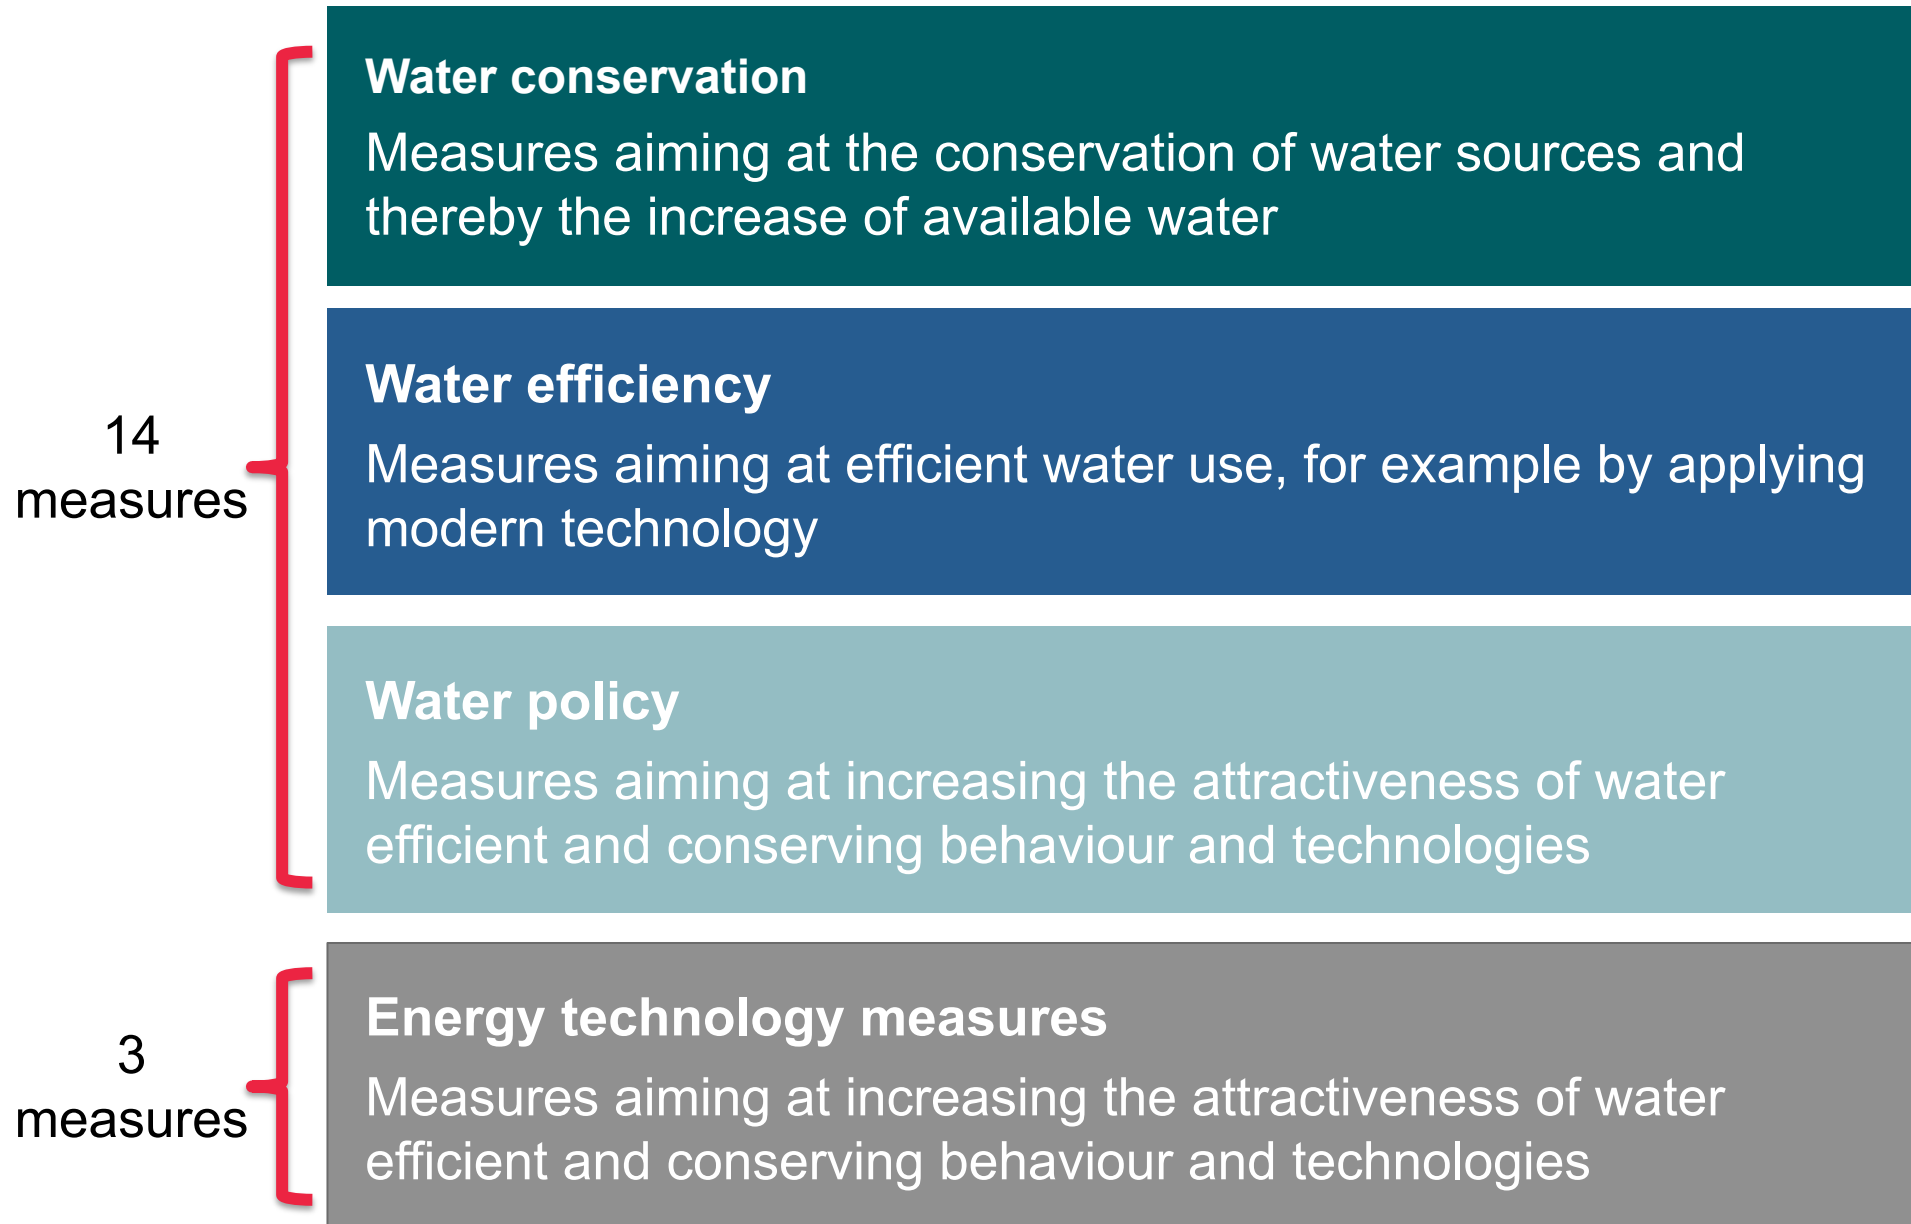 Water conservation
Measures aiming at the conservation of water sources and
thereby the increase of available water
14
measures
Water efficiency
Measures aiming at efficient water use, for example by applying
modern technology
Water policy
Measures aiming at increasing the attractiveness of water
efficient and conserving behaviour and technologies
3
measures
Energy technology measures
Measures aiming at increasing the attractiveness of water
efficient and conserving behaviour and technologies